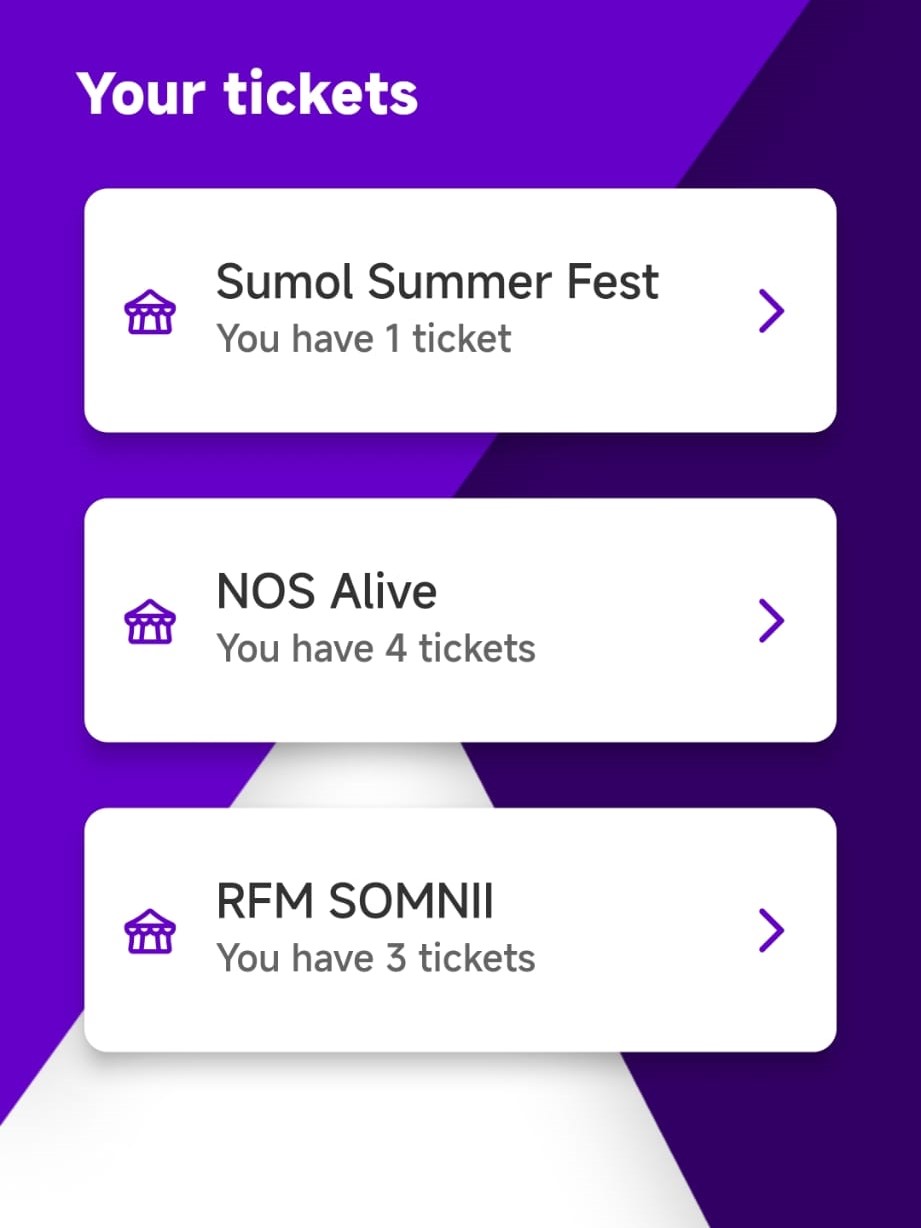 Your tickets
Sumol Summer Fest
You have 1 ticket
NOS Alive
You have 4 tickets
RFM SOMNII
You have 3 tickets